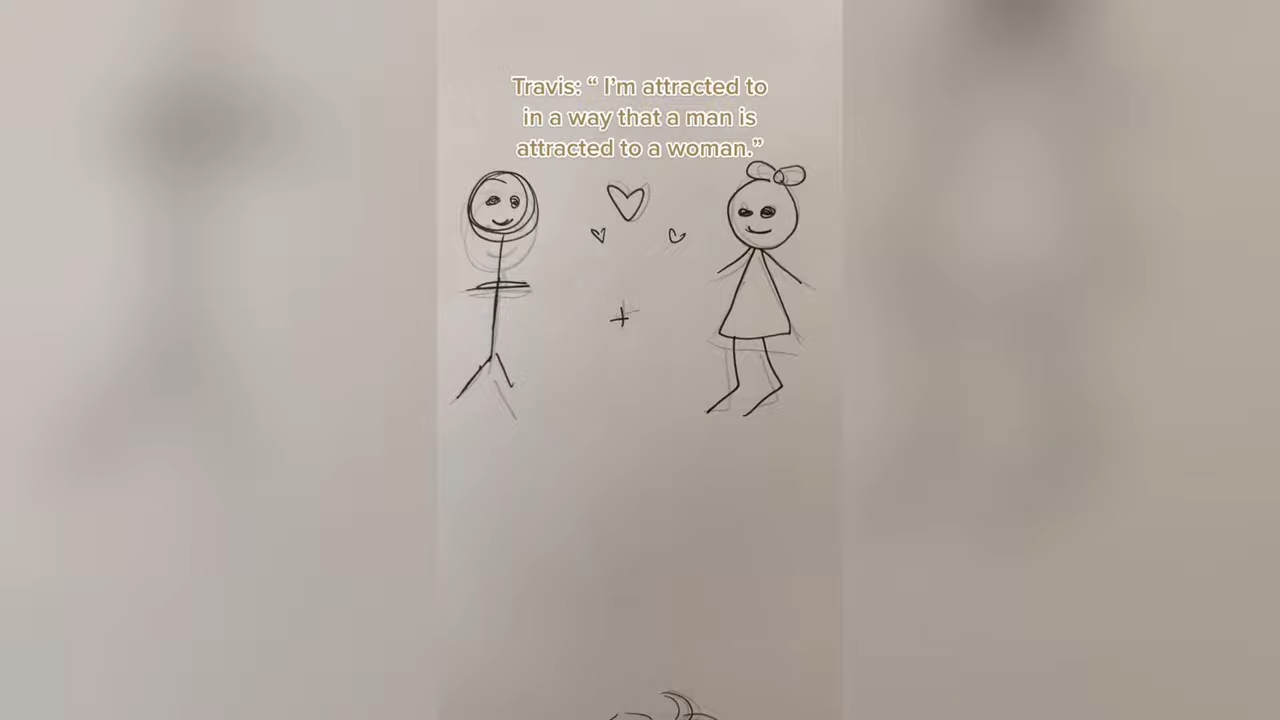 Travis: “ I’m attracted to
in a way that a man is
attracted to a woman.”